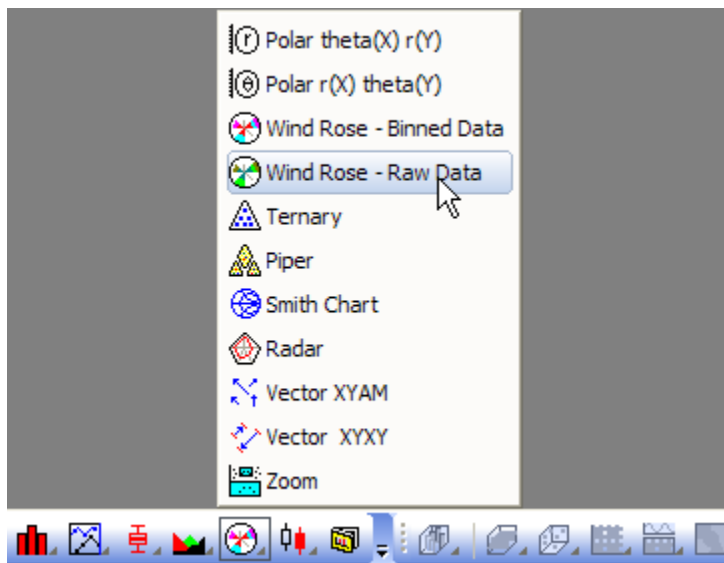 Polar theta(X) r(Y)
Polar r(X) theta(Y)
Wind Rose - Binned Data
Wind Rose - Raw Data
Ternary
Piper
Smith Chart
Radar
Vector XYAM
Vector  XYXY
Zoom